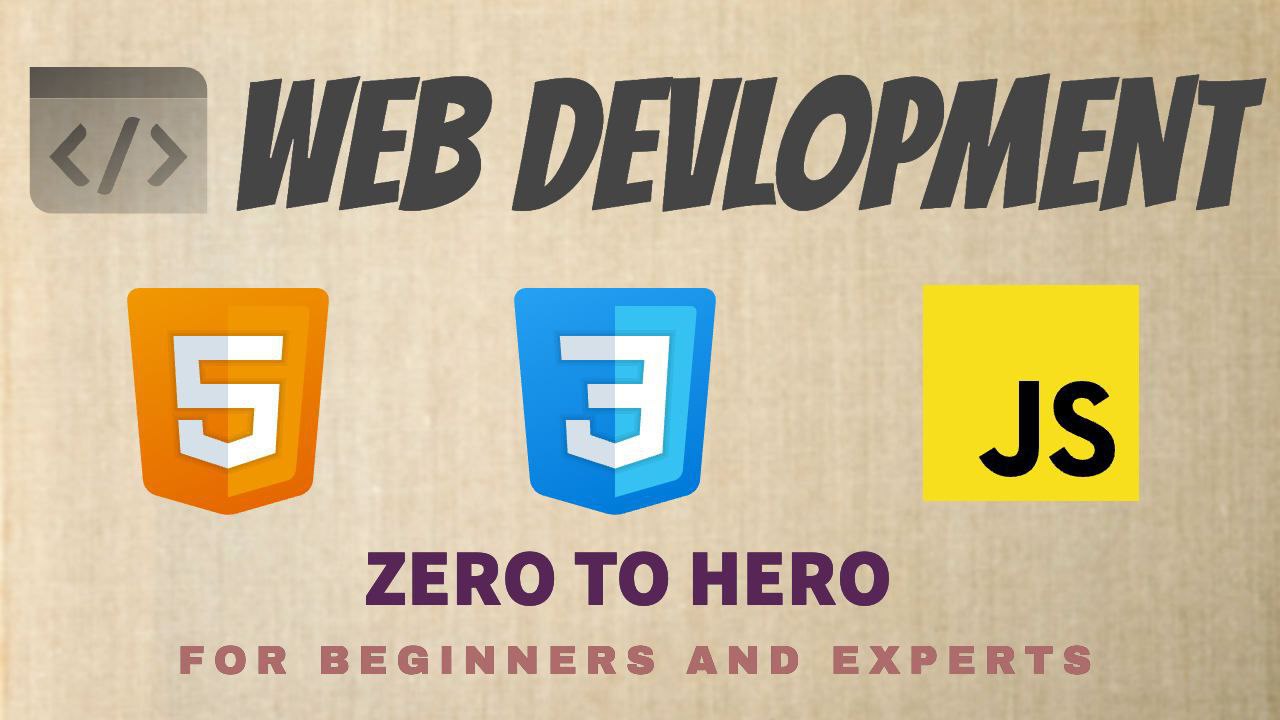 </> WEB DEVLOPMENT
5 3 JS
ZERO TO HERO
FOR BEGINNERS AND EXPERTS